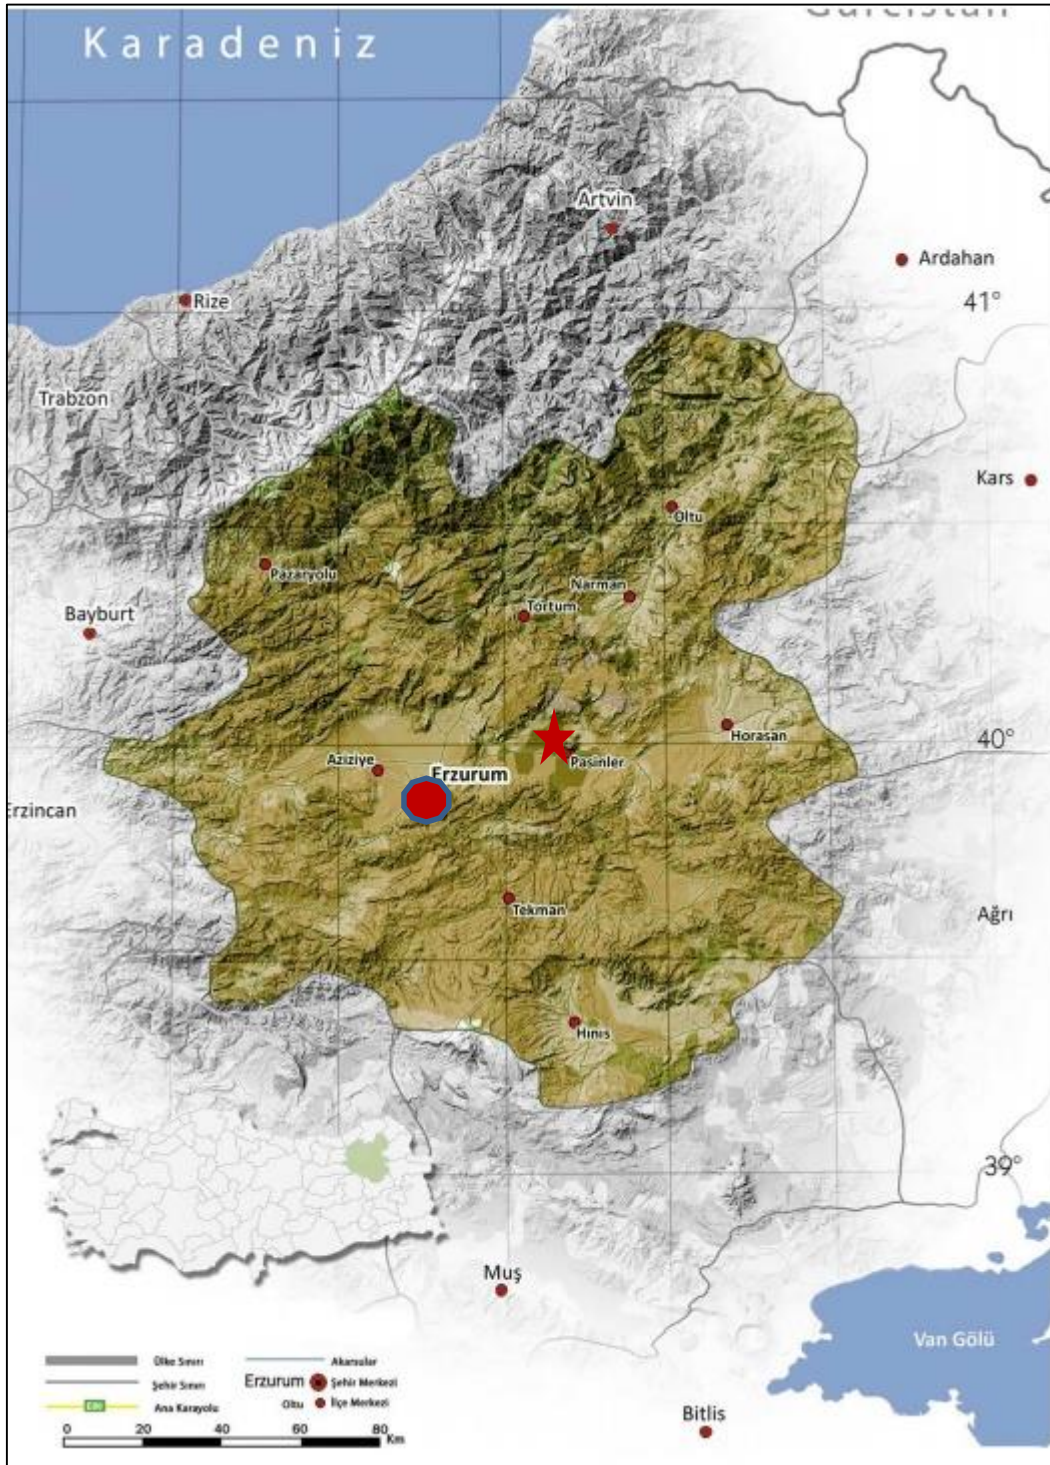 Gürcistan
Karadeniz
Artvin
Ardahan
41°
Rize
Trabzon
Kars
Oltu
Pazaryolu
Narman
Bayburt
Tortum
Horasan
40°
Aziziye
Pasinler
Erzurum
Erzincan
Tekman
Ağrı
Hınıs
39°
Muş
Van Gölü
Ülke Sınırı
Akarsular
Şehir Sınırı
Erzurum Şehir Merkezi
Ana Karayolu
Oltu İlçe Merkezi
Bitlis
0 20 40 60 80
Km